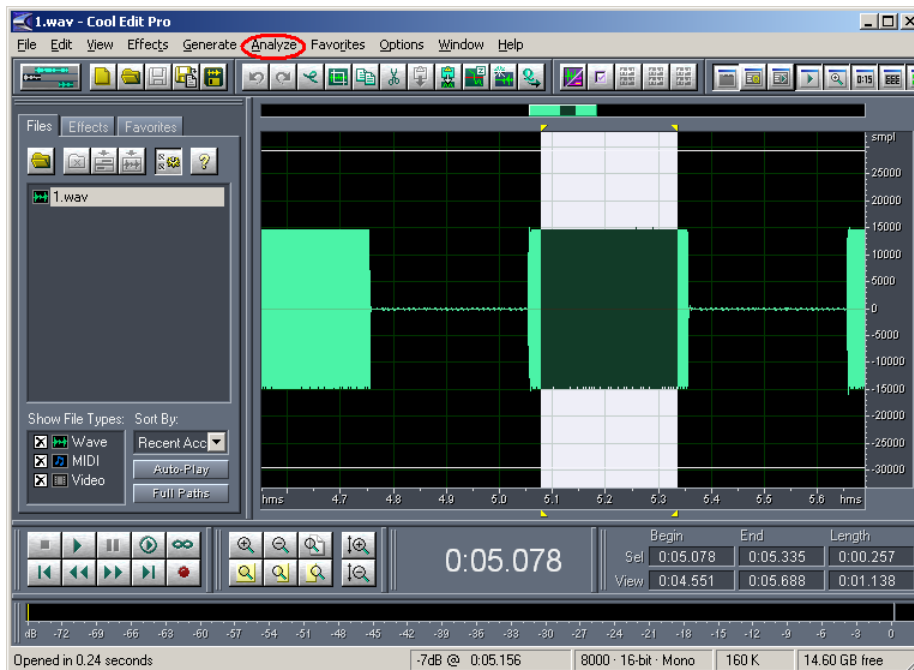 1.wav - Cool Edit Pro
File Edit View Effects Generate Analyze Favorites Options Window Help
Files Effects Favorites
1.wav
Show File Types: Sort By:
Wave Recent Acc
MIDI Auto-Play
Video Full Paths
smpl
25000
20000
15000
10000
5000
0
-5000
-10000
-15000
-20000
-25000
-30000
hms 4.7 4.8 4.9 5.0 5.1 5.2 5.3 5.4 5.5 5.6 hms
0:05.078
Begin End Length
Sel 0:05.078 0:05.335 0:00.257
View 0:04.551 0:05.688 0:01.138
dB -72 -69 -66 -63 -60 -57 -54 -51 -48 -45 -42 -39 -36 -33 -30 -27 -24 -21 -18 -15 -12 -9 -6 -3 0
Opened in 0.24 seconds -7dB @ 0:05.156 8000 · 16-bit · Mono 160 K 14.60 GB free